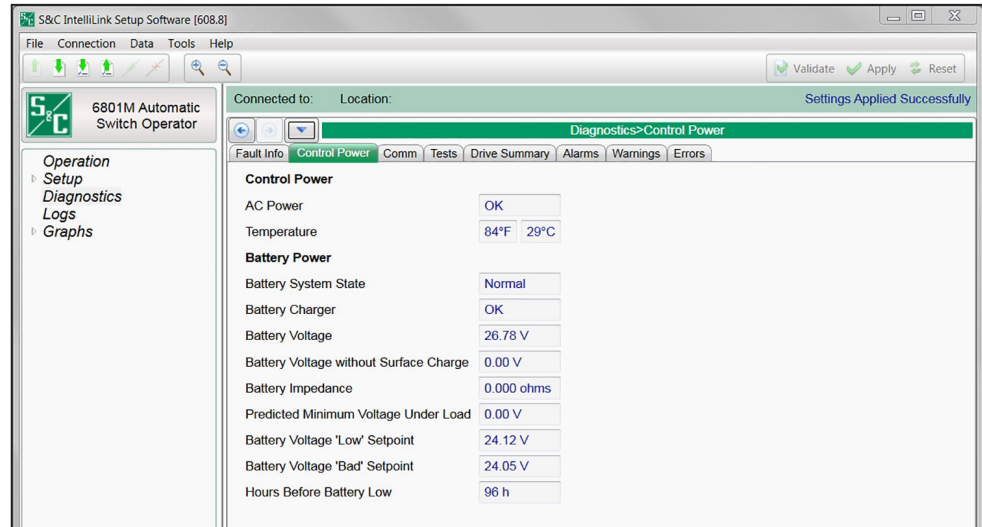 S&C IntelliLink Setup Software [608.8]
File Connection Data Tools Help
Validate Apply Reset
S&C
6801M Automatic
Switch Operator
Connected to: Location: Settings Applied Successfully
Diagnostics>Control Power
Fault Info Control Power Comm Tests Drive Summary Alarms Warnings Errors
Operation
Setup
Diagnostics
Logs
Graphs
Control Power
AC Power OK
Temperature 84°F 29°C
Battery Power
Battery System State Normal
Battery Charger OK
Battery Voltage 26.78 V
Battery Voltage without Surface Charge 0.00 V
Battery Impedance 0.000 ohms
Predicted Minimum Voltage Under Load 0.00 V
Battery Voltage 'Low' Setpoint 24.12 V
Battery Voltage 'Bad' Setpoint 24.05 V
Hours Before Battery Low 96 h